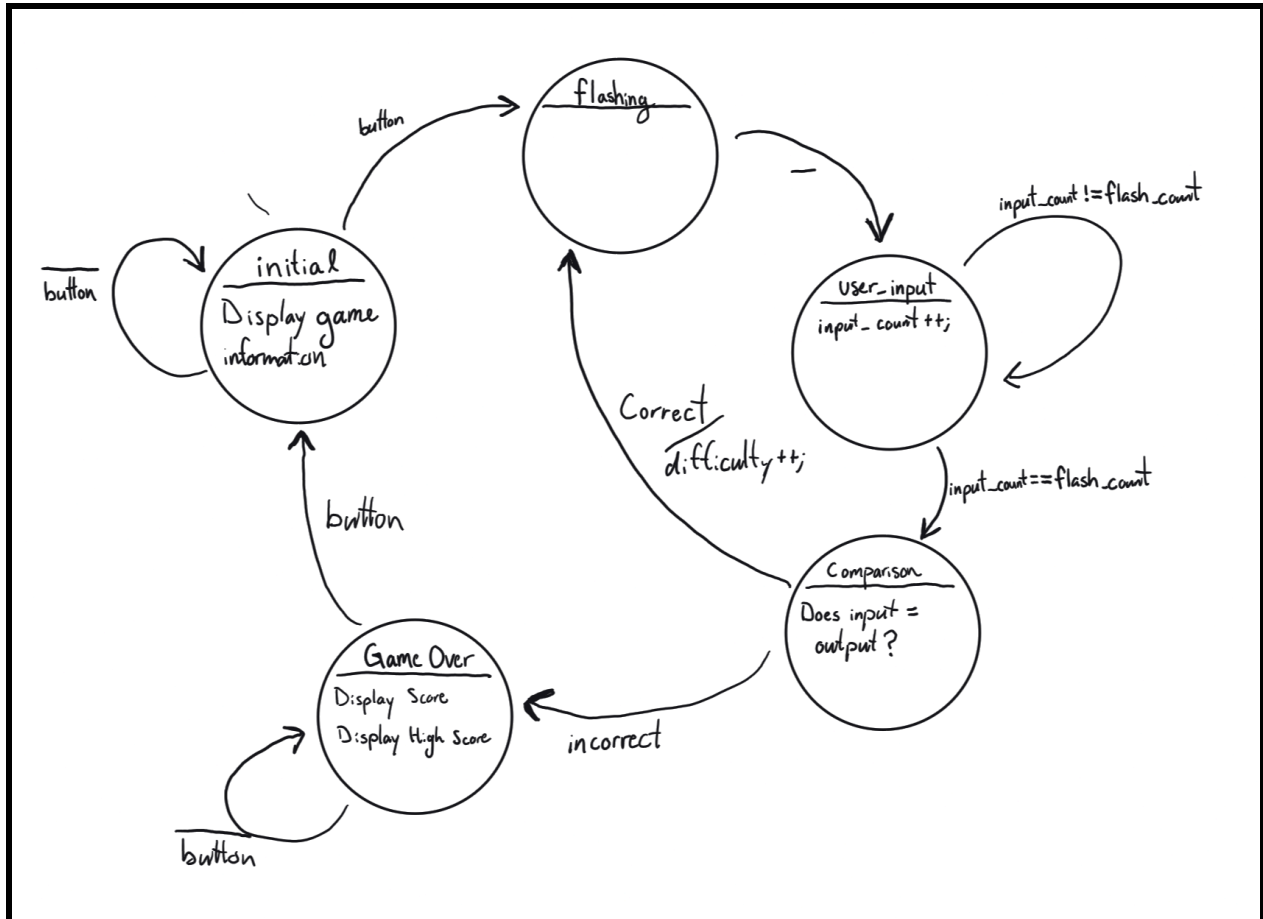 flashing
button
input_count != flash_count
button
initial
Display game
information
user_input
input_count ++;
Correct
difficulty ++;
input_count == flash_count
button
Comparison
Does input =
output ?
Game Over
Display Score
Display High Score
incorrect
button